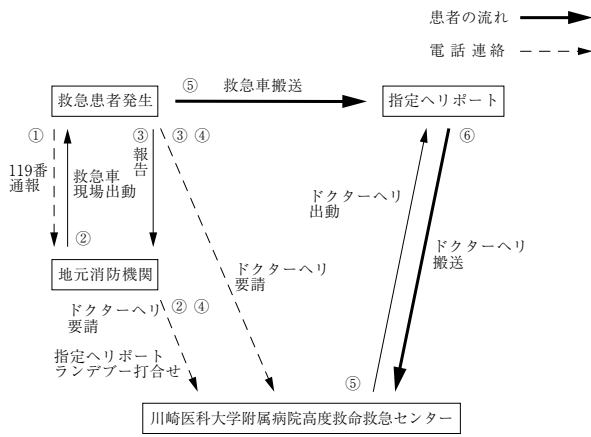 患者の流れ
電話連絡
⑤ 救急車搬送
救急患者発生
指定ヘリポート
①
③
③ ④
⑥
119番
通報
救急車
現場出動
報告
②
ドクターヘリ
出動
ドクターヘリ
搬送
地元消防機関
ドクターヘリ
要請
② ④
ドクターヘリ
要請
指定ヘリポート
ランデブー打合せ
⑤
川崎医科大学附属病院高度救命救急センター